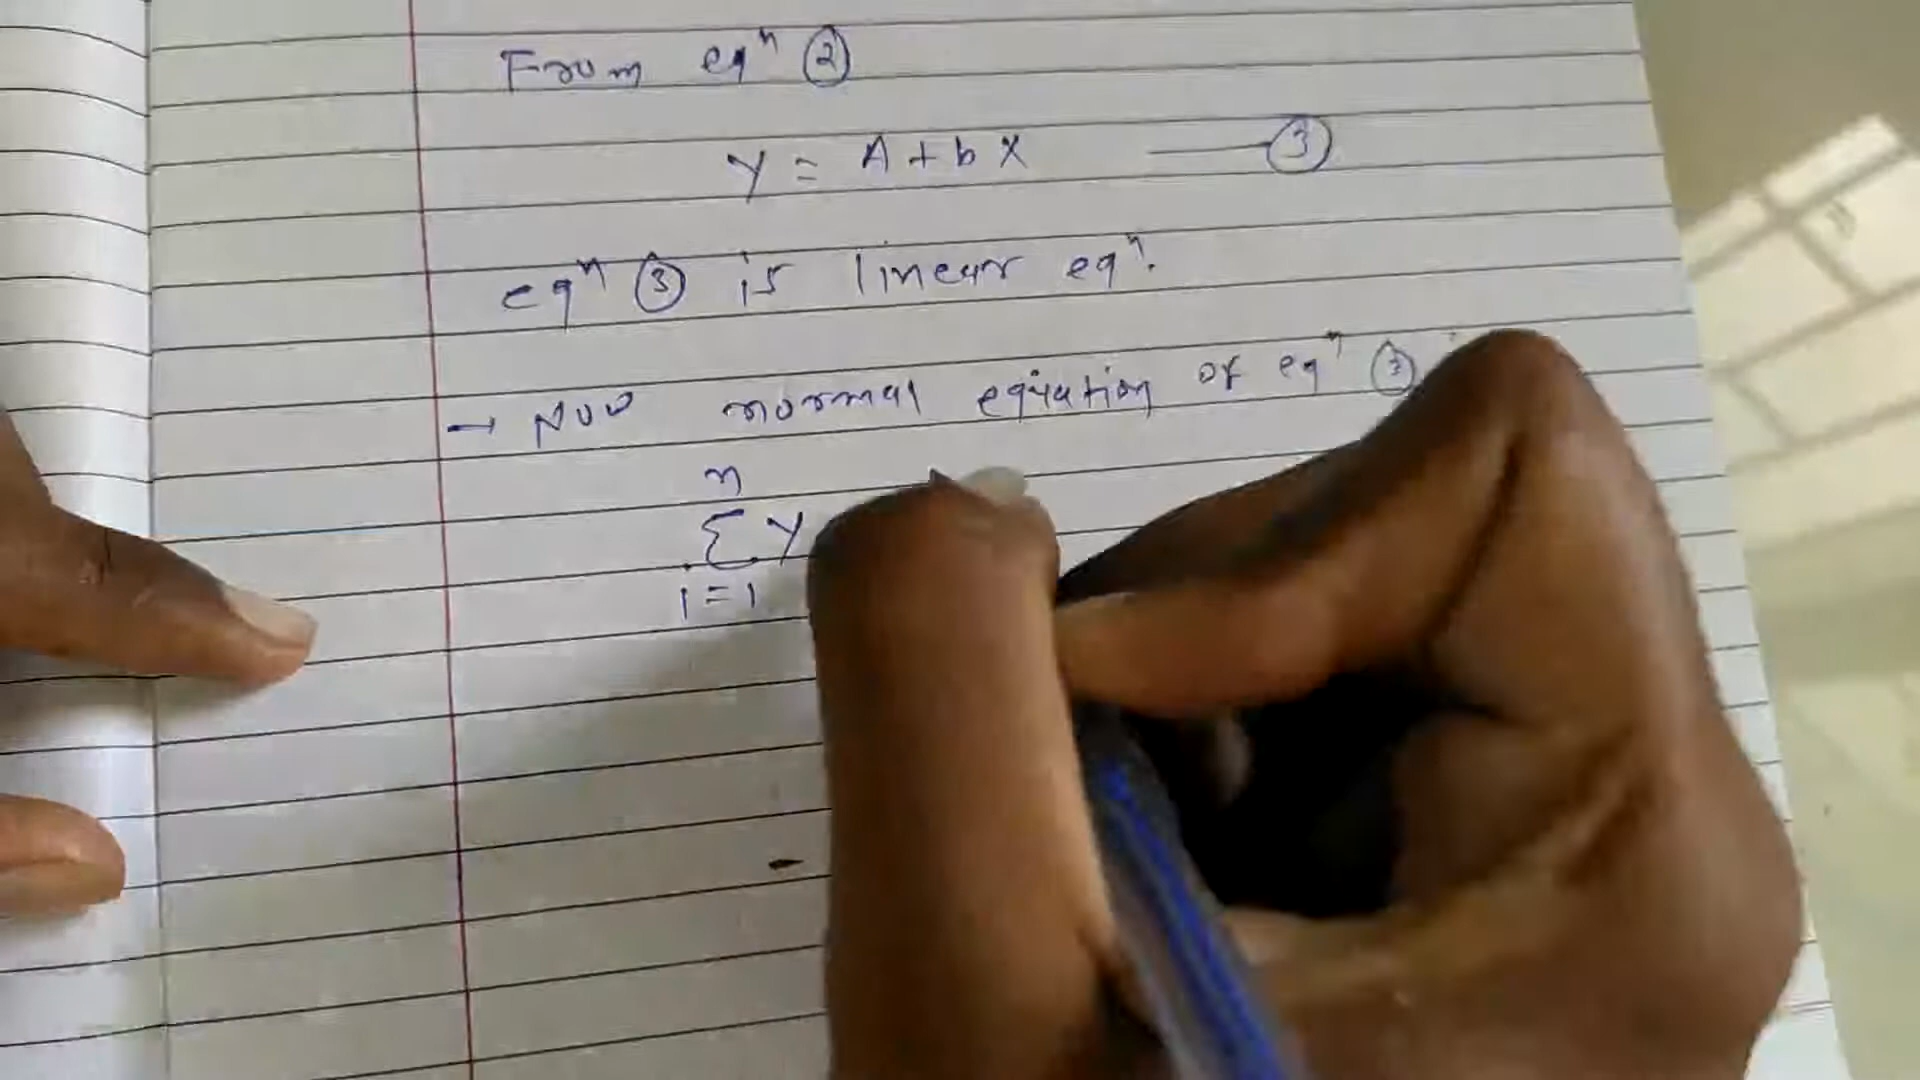 From eqⁿ ②
Y = A + b X —— ③
eqⁿ ③ is linear eqⁿ.
→ Now normal equation of eqⁿ ③
n
Σ Y
i = 1